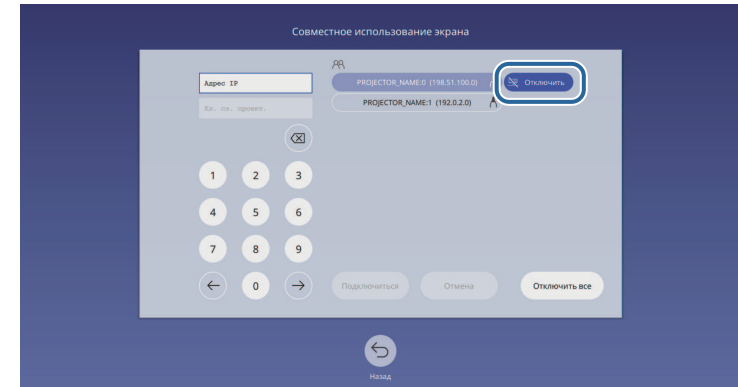 Совместное использование экрана
Адрес IP
Кл. сл. проект.
PROJECTOR_NAME:0 (198.51.100.0)
Отключить
PROJECTOR_NAME:1 (192.0.2.0)
1 2 3
4 5 6
7 8 9
0
Подключиться
Отмена
Отключить все
Назад